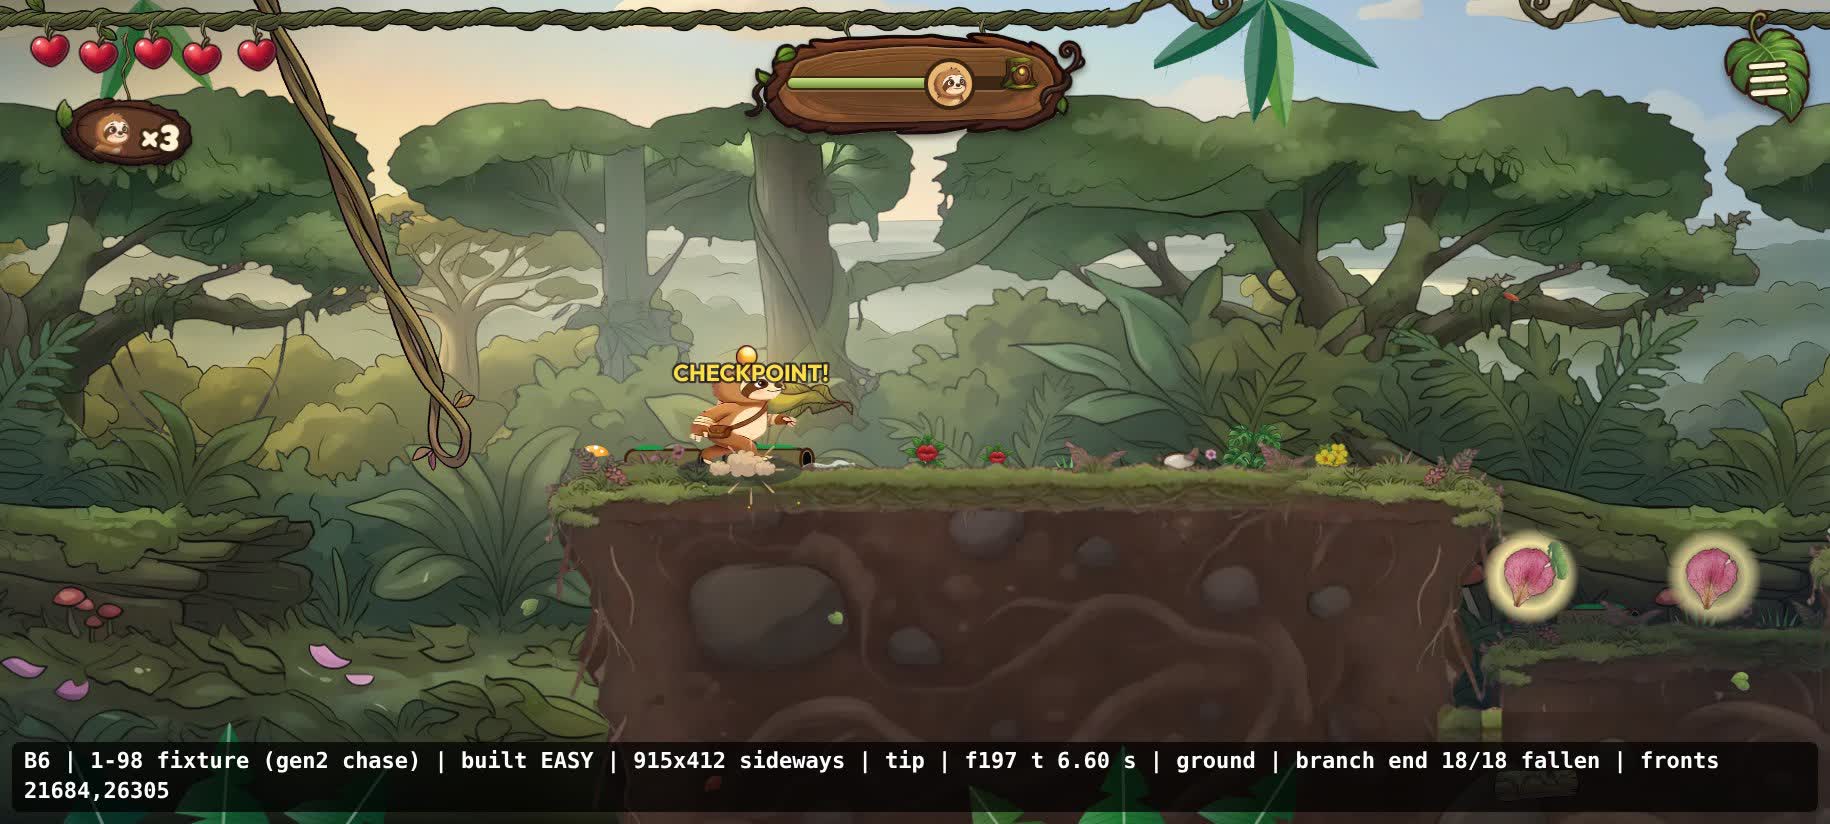 ×3
CHECKPOINT!
B6 | 1-98 fixture (gen2 chase) | built EASY | 915x412 sideways | tip | f197 t 6.60 s | ground | branch end 18/18 fallen | fronts
21684,26305